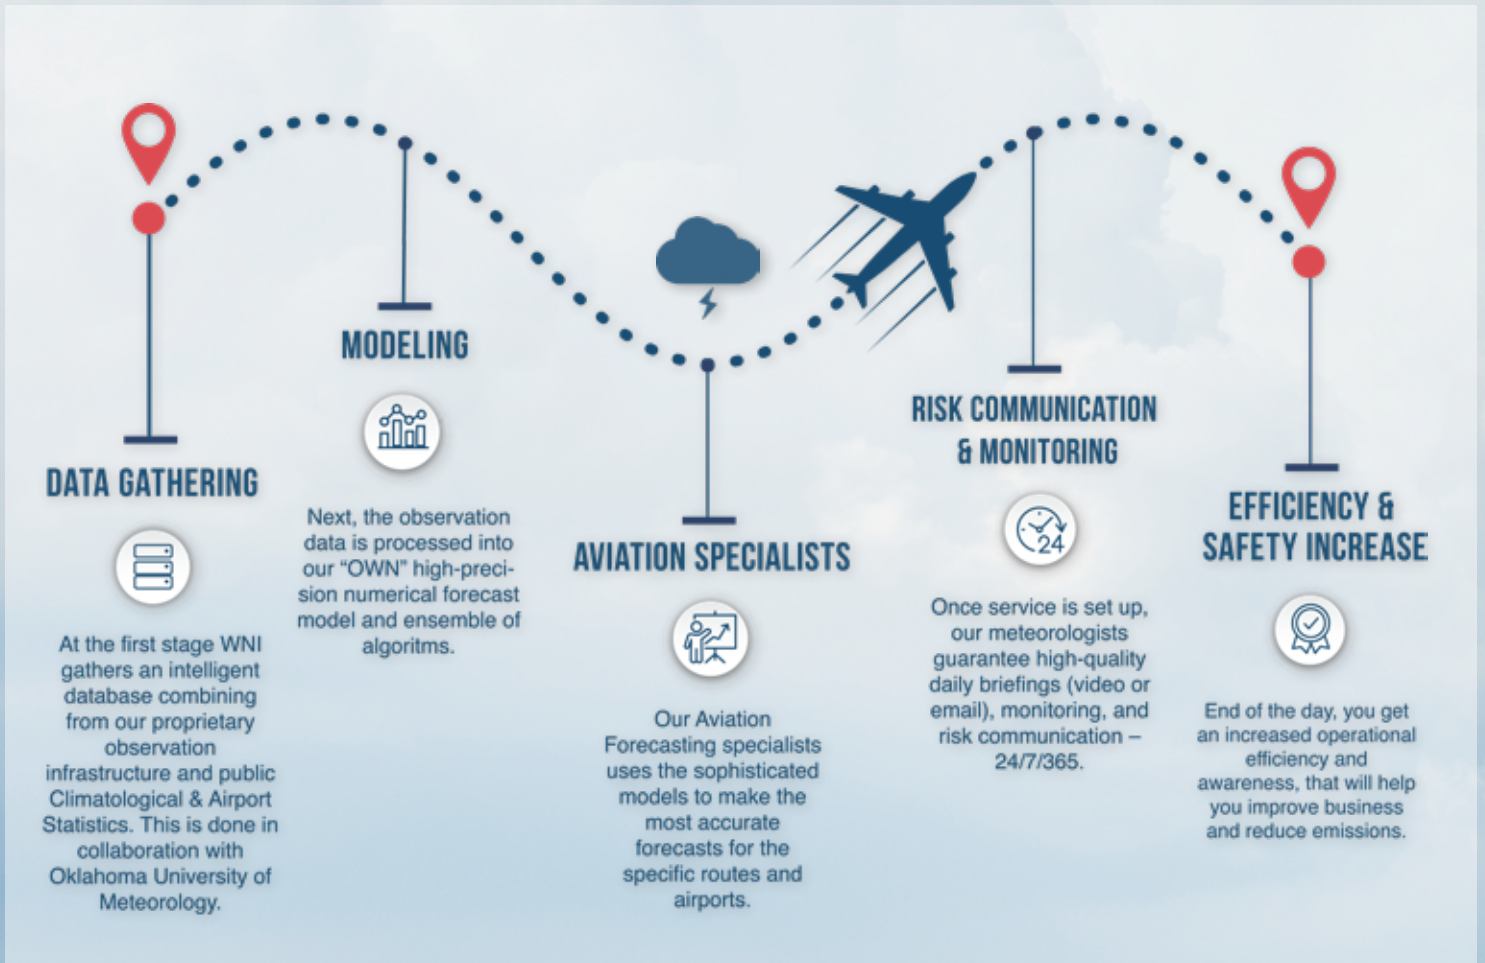 DATA GATHERING
At the first stage WNI
gathers an intelligent
database combining
from our proprietary
observation
infrastructure and public
Climatological & Airport
Statistics. This is done in
collaboration with
Oklahoma University of
Meteorology.
MODELING
Next, the observation
data is processed into
our “OWN” high-preci-
sion numerical forecast
model and ensemble of
algoritms.
AVIATION SPECIALISTS
Our Aviation
Forecasting specialists
uses the sophisticated
models to make the
most accurate
forecasts for the
specific routes and
airports.
RISK COMMUNICATION
& MONITORING
24
Once service is set up,
our meteorologists
guarantee high-quality
daily briefings (video or
email), monitoring, and
risk communication –
24/7/365.
EFFICIENCY &
SAFETY INCREASE
End of the day, you get
an increased operational
efficiency and
awareness, that will help
you improve business
and reduce emissions.